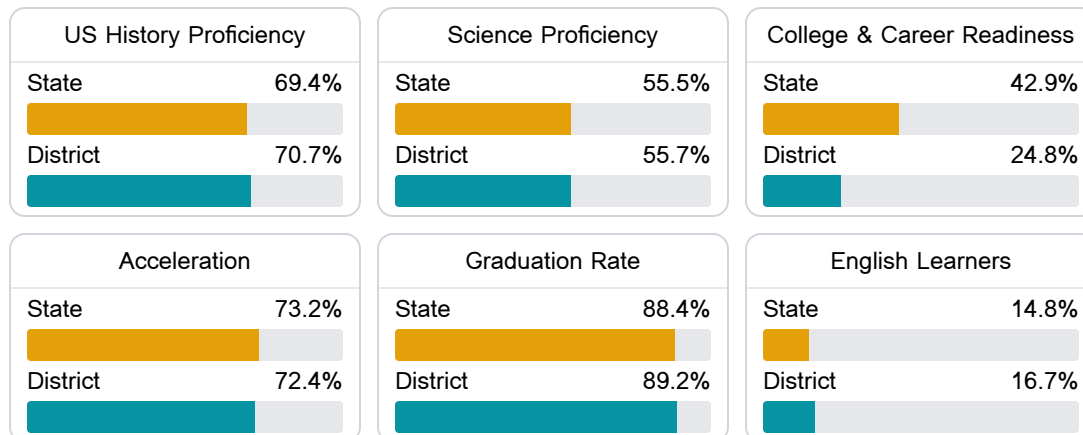 US History Proficiency
State 69.4%
District 70.7%
Science Proficiency
State 55.5%
District 55.7%
College & Career Readiness
State 42.9%
District 24.8%
Acceleration
State 73.2%
District 72.4%
Graduation Rate
State 88.4%
District 89.2%
English Learners
State 14.8%
District 16.7%